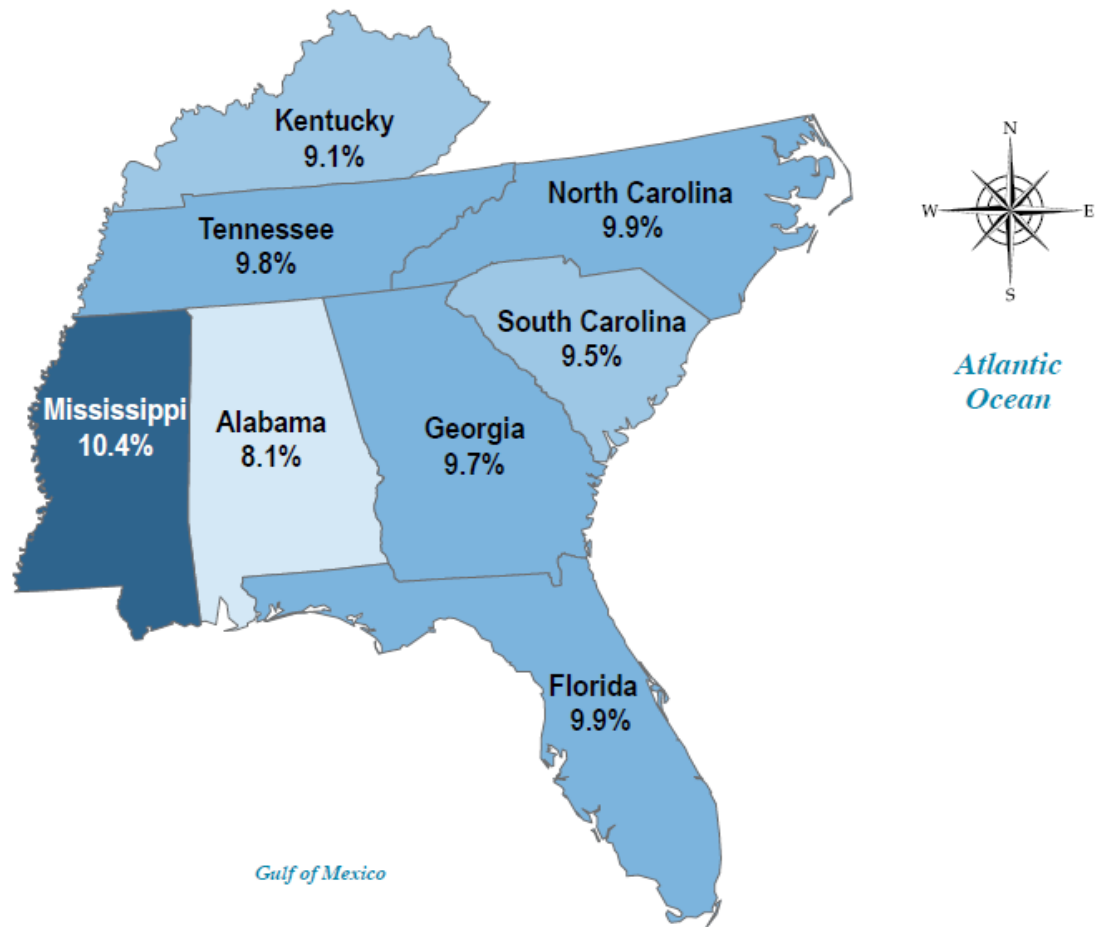 Kentucky
9.1%
North Carolina
9.9%
Tennessee
9.8%
South Carolina
9.5%
Mississippi
10.4%
Alabama
8.1%
Georgia
9.7%
Florida
9.9%
N
W
E
S
Atlantic
Ocean
Gulf of Mexico